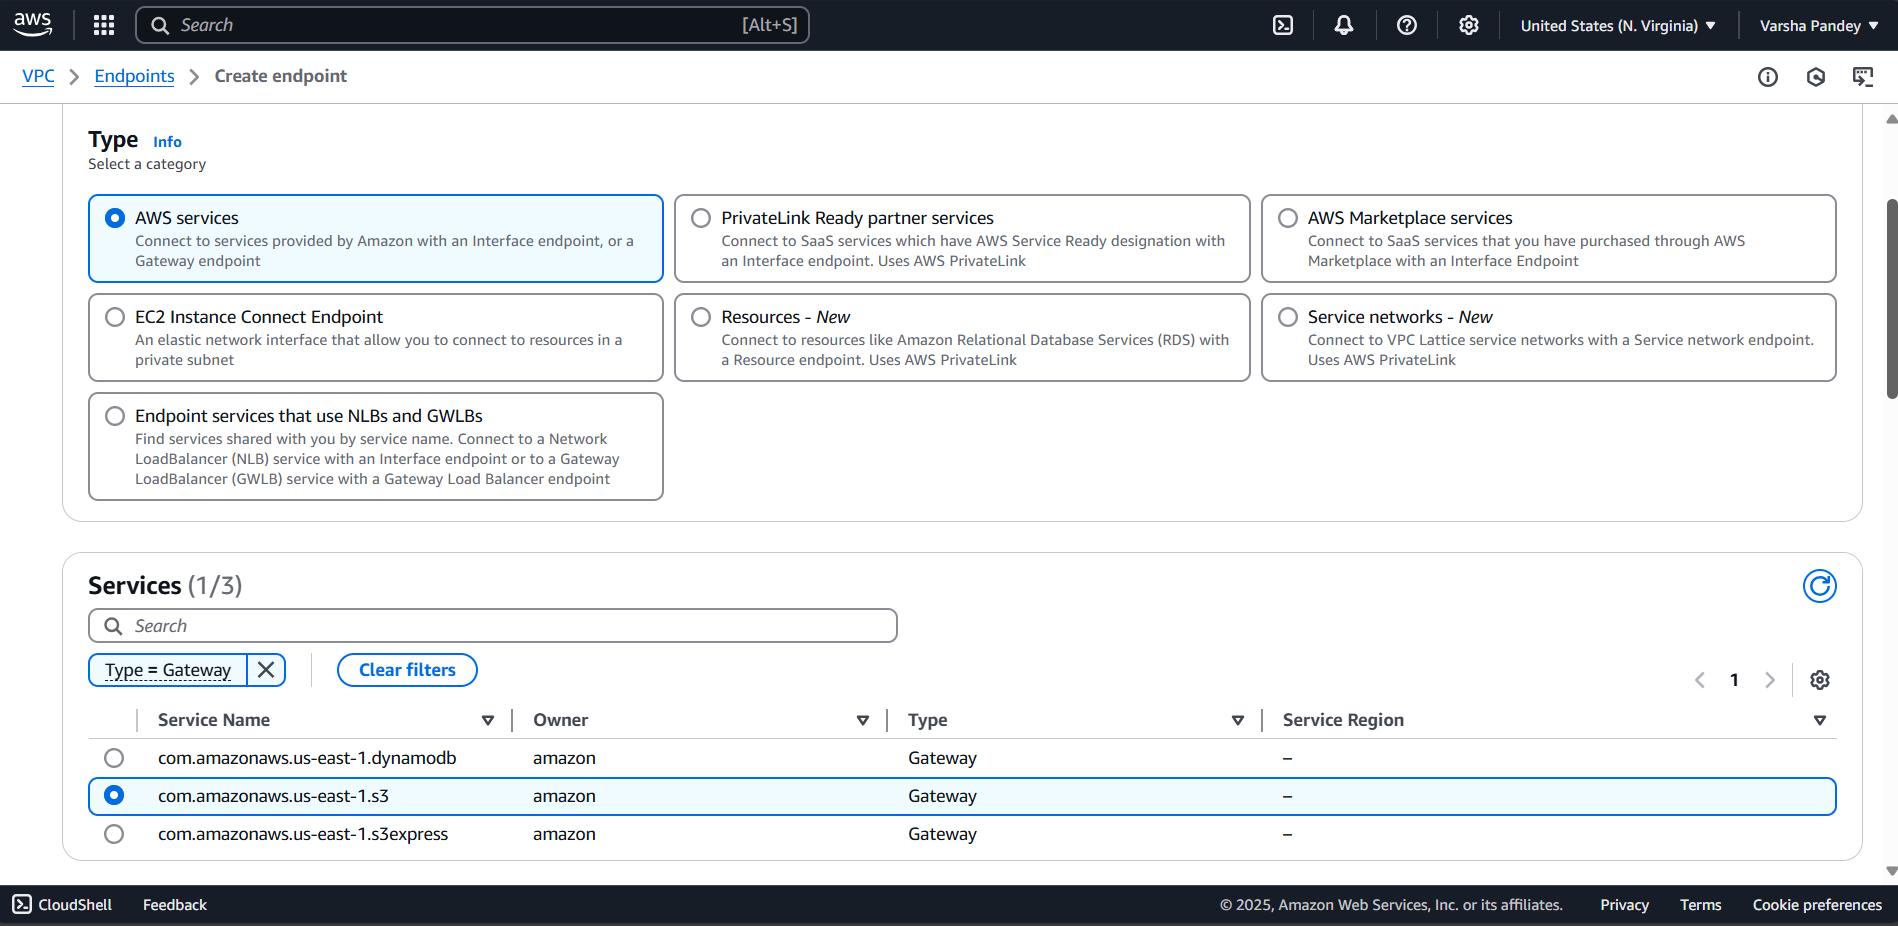 aws
Search [Alt+S]
United States (N. Virginia)
Varsha Pandey
VPC
Endpoints
Create endpoint
Type Info
Select a category
AWS services
Connect to services provided by Amazon with an Interface endpoint, or a
Gateway endpoint
PrivateLink Ready partner services
Connect to SaaS services which have AWS Service Ready designation with
an Interface endpoint. Uses AWS PrivateLink
AWS Marketplace services
Connect to SaaS services that you have purchased through AWS
Marketplace with an Interface Endpoint
EC2 Instance Connect Endpoint
An elastic network interface that allow you to connect to resources in a
private subnet
Resources - New
Connect to resources like Amazon Relational Database Services (RDS) with
a Resource endpoint. Uses AWS PrivateLink
Service networks - New
Connect to VPC Lattice service networks with a Service network endpoint.
Uses AWS PrivateLink
Endpoint services that use NLBs and GWLBs
Find services shared with you by service name. Connect to a Network
LoadBalancer (NLB) service with an Interface endpoint or to a Gateway
LoadBalancer (GWLB) service with a Gateway Load Balancer endpoint
Services (1/3)
Search
Type = Gateway
Clear filters
1
Service Name Owner Type Service Region
com.amazonaws.us-east-1.dynamodb amazon Gateway –
com.amazonaws.us-east-1.s3 amazon Gateway –
com.amazonaws.us-east-1.s3express amazon Gateway –
CloudShell Feedback © 2025, Amazon Web Services, Inc. or its affiliates. Privacy Terms Cookie preferences